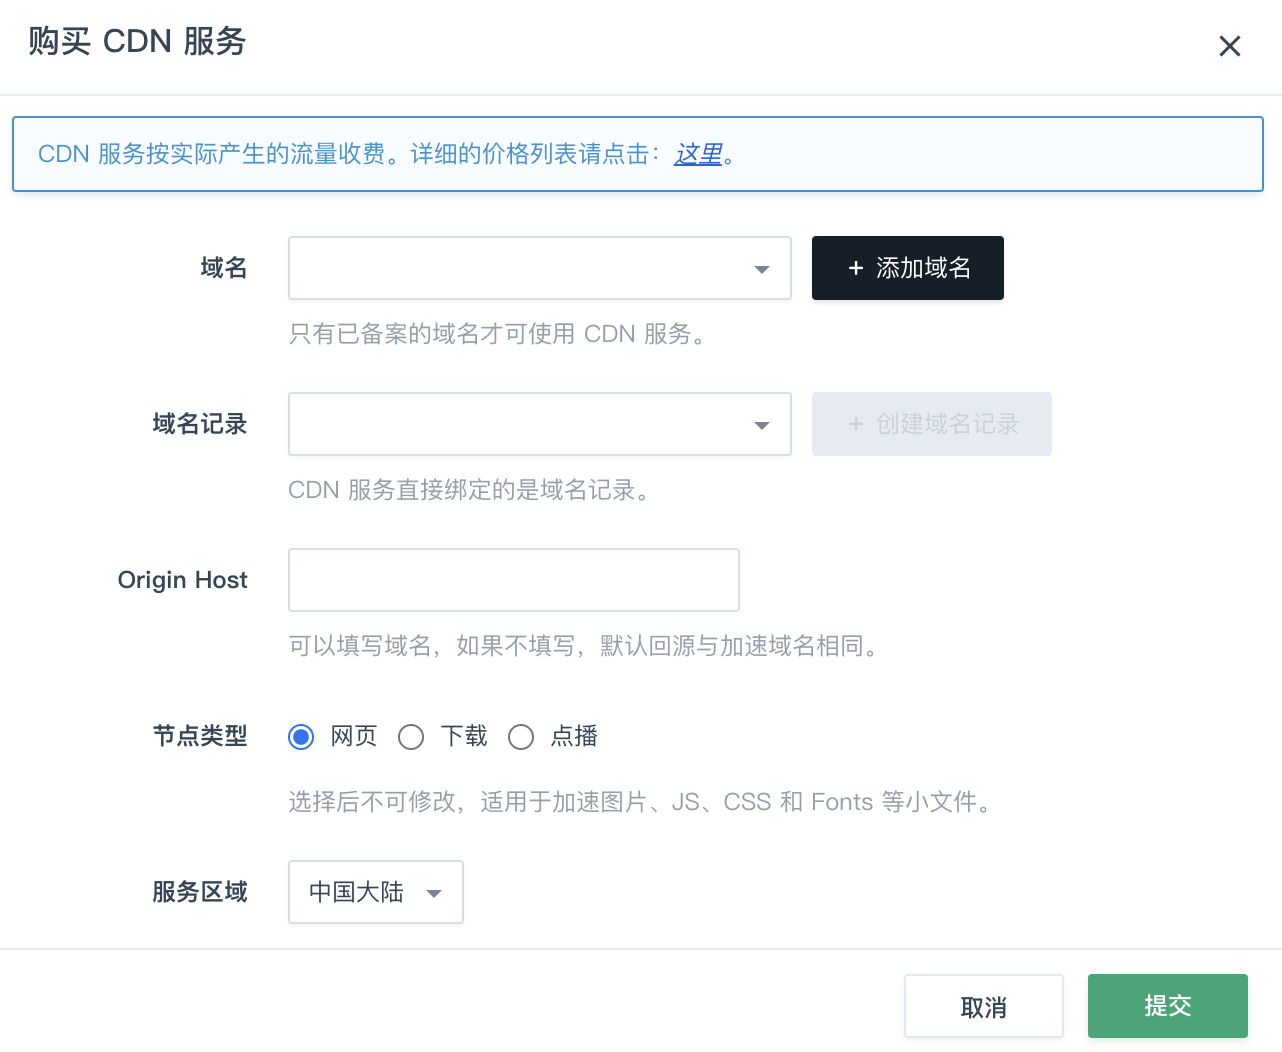 购买 CDN 服务
CDN 服务按实际产生的流量收费。详细的价格列表请点击：这里。
域名
+ 添加域名
只有已备案的域名才可使用 CDN 服务。
域名记录
+ 创建域名记录
CDN 服务直接绑定的是域名记录。
Origin Host
可以填写域名，如果不填写，默认回源与加速域名相同。
节点类型 网页 下载 点播
选择后不可修改，适用于加速图片、JS、CSS 和 Fonts 等小文件。
服务区域 中国大陆
取消 提交